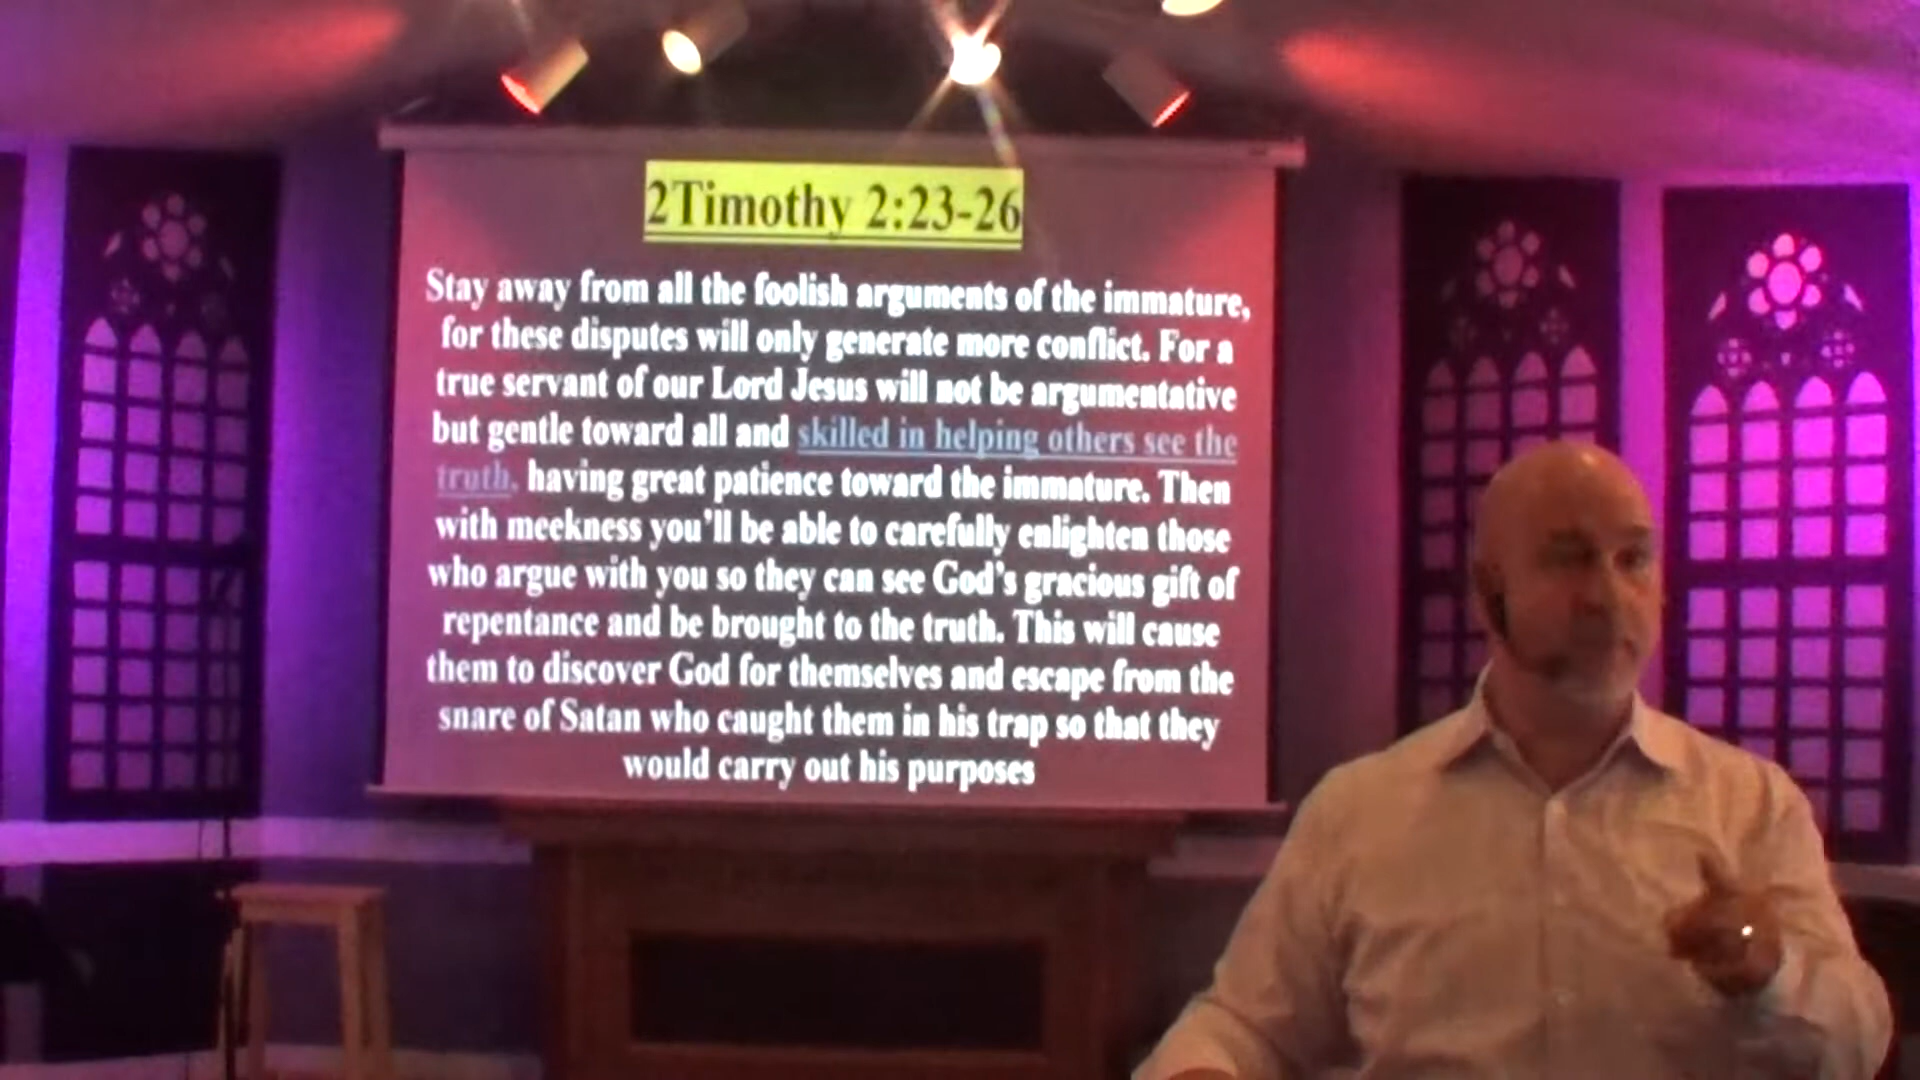 2Timothy 2:23-26
Stay away from all the foolish arguments of the immature,
for these disputes will only generate more conflict. For a
true servant of our Lord Jesus will not be argumentative
but gentle toward all and skilled in helping others see the
truth, having great patience toward the immature. Then
with meekness you’ll be able to carefully enlighten those
who argue with you so they can see God’s gracious gift of
repentance and be brought to the truth. This will cause
them to discover God for themselves and escape from the
snare of Satan who caught them in his trap so that they
would carry out his purposes